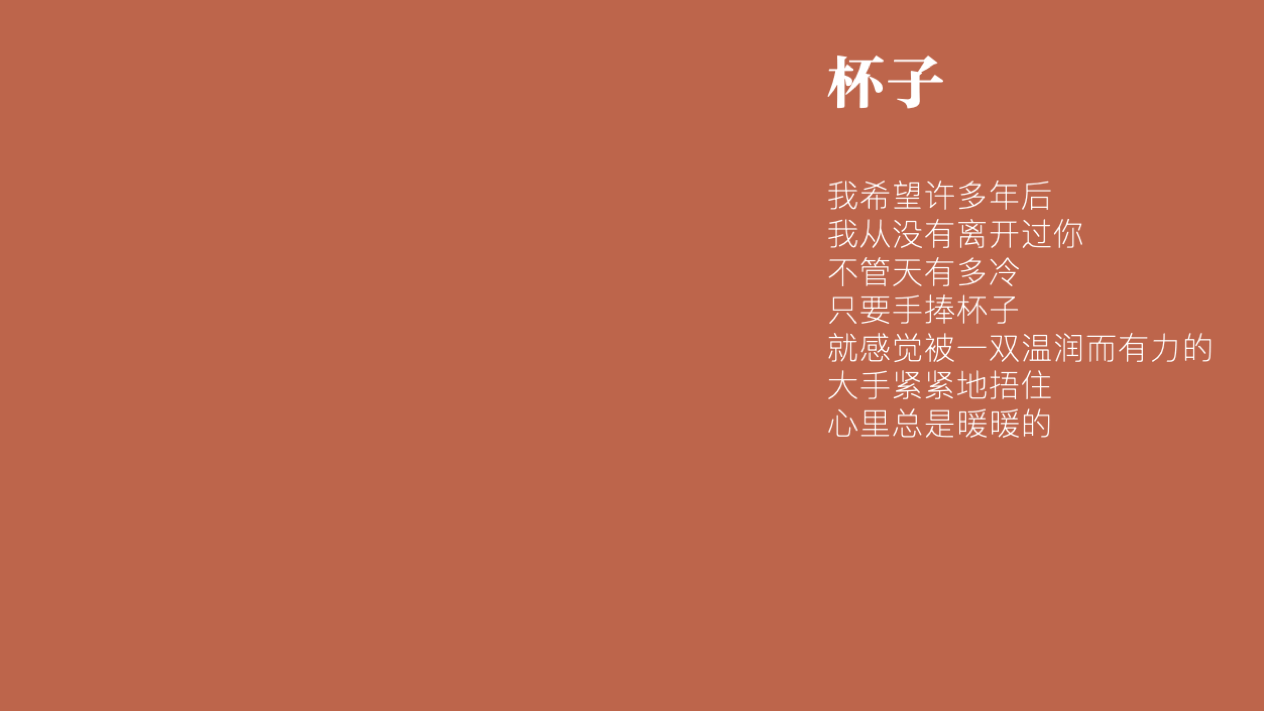 杯子
我希望许多年后
我从没有离开过你
不管天有多冷
只要手捧杯子
就感觉被一双温润而有力的
大手紧紧地捂住
心里总是暖暖的